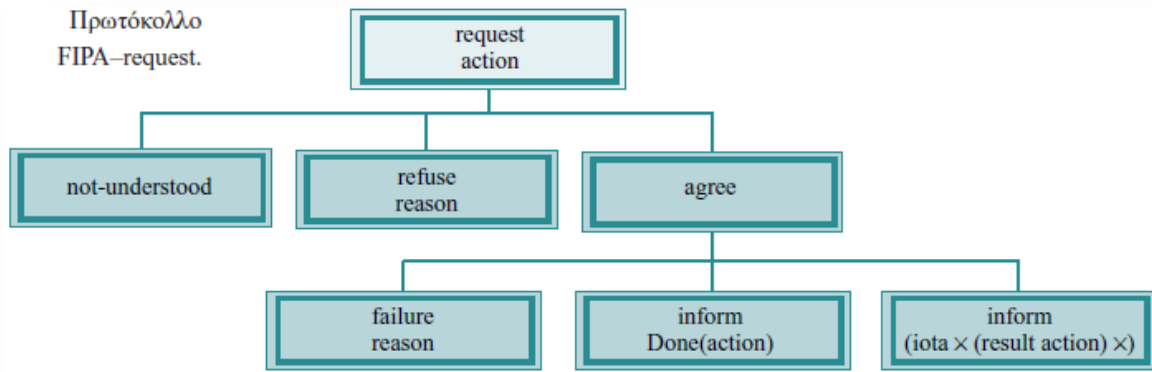 Πρωτόκολλο
FIPA–request.
request
action
not-understood
refuse
reason
agree
failure
reason
inform
Done(action)
inform
(iota × (result action) ×)